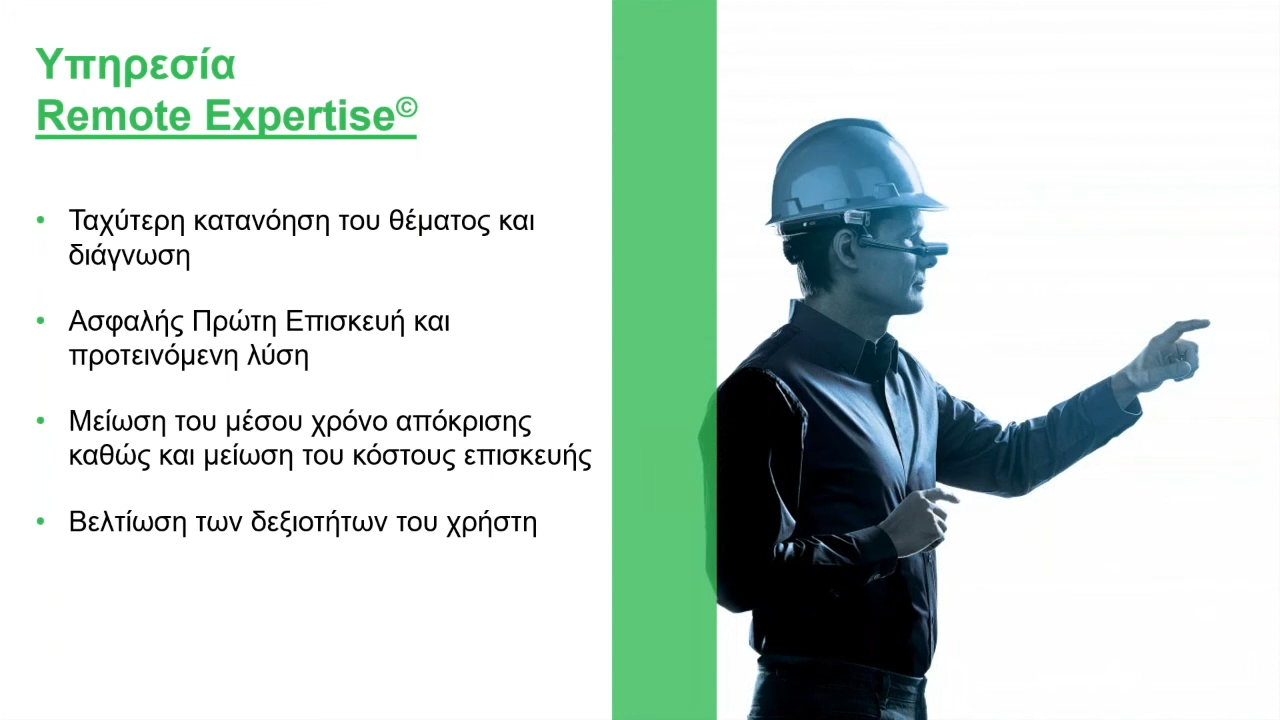 Υπηρεσία
Remote Expertise©
• Ταχύτερη κατανόηση του θέματος και
διάγνωση
• Ασφαλής Πρώτη Επισκευή και
προτεινόμενη λύση
• Μείωση του μέσου χρόνο απόκρισης
καθώς και μείωση του κόστους επισκευής
• Βελτίωση των δεξιοτήτων του χρήστη